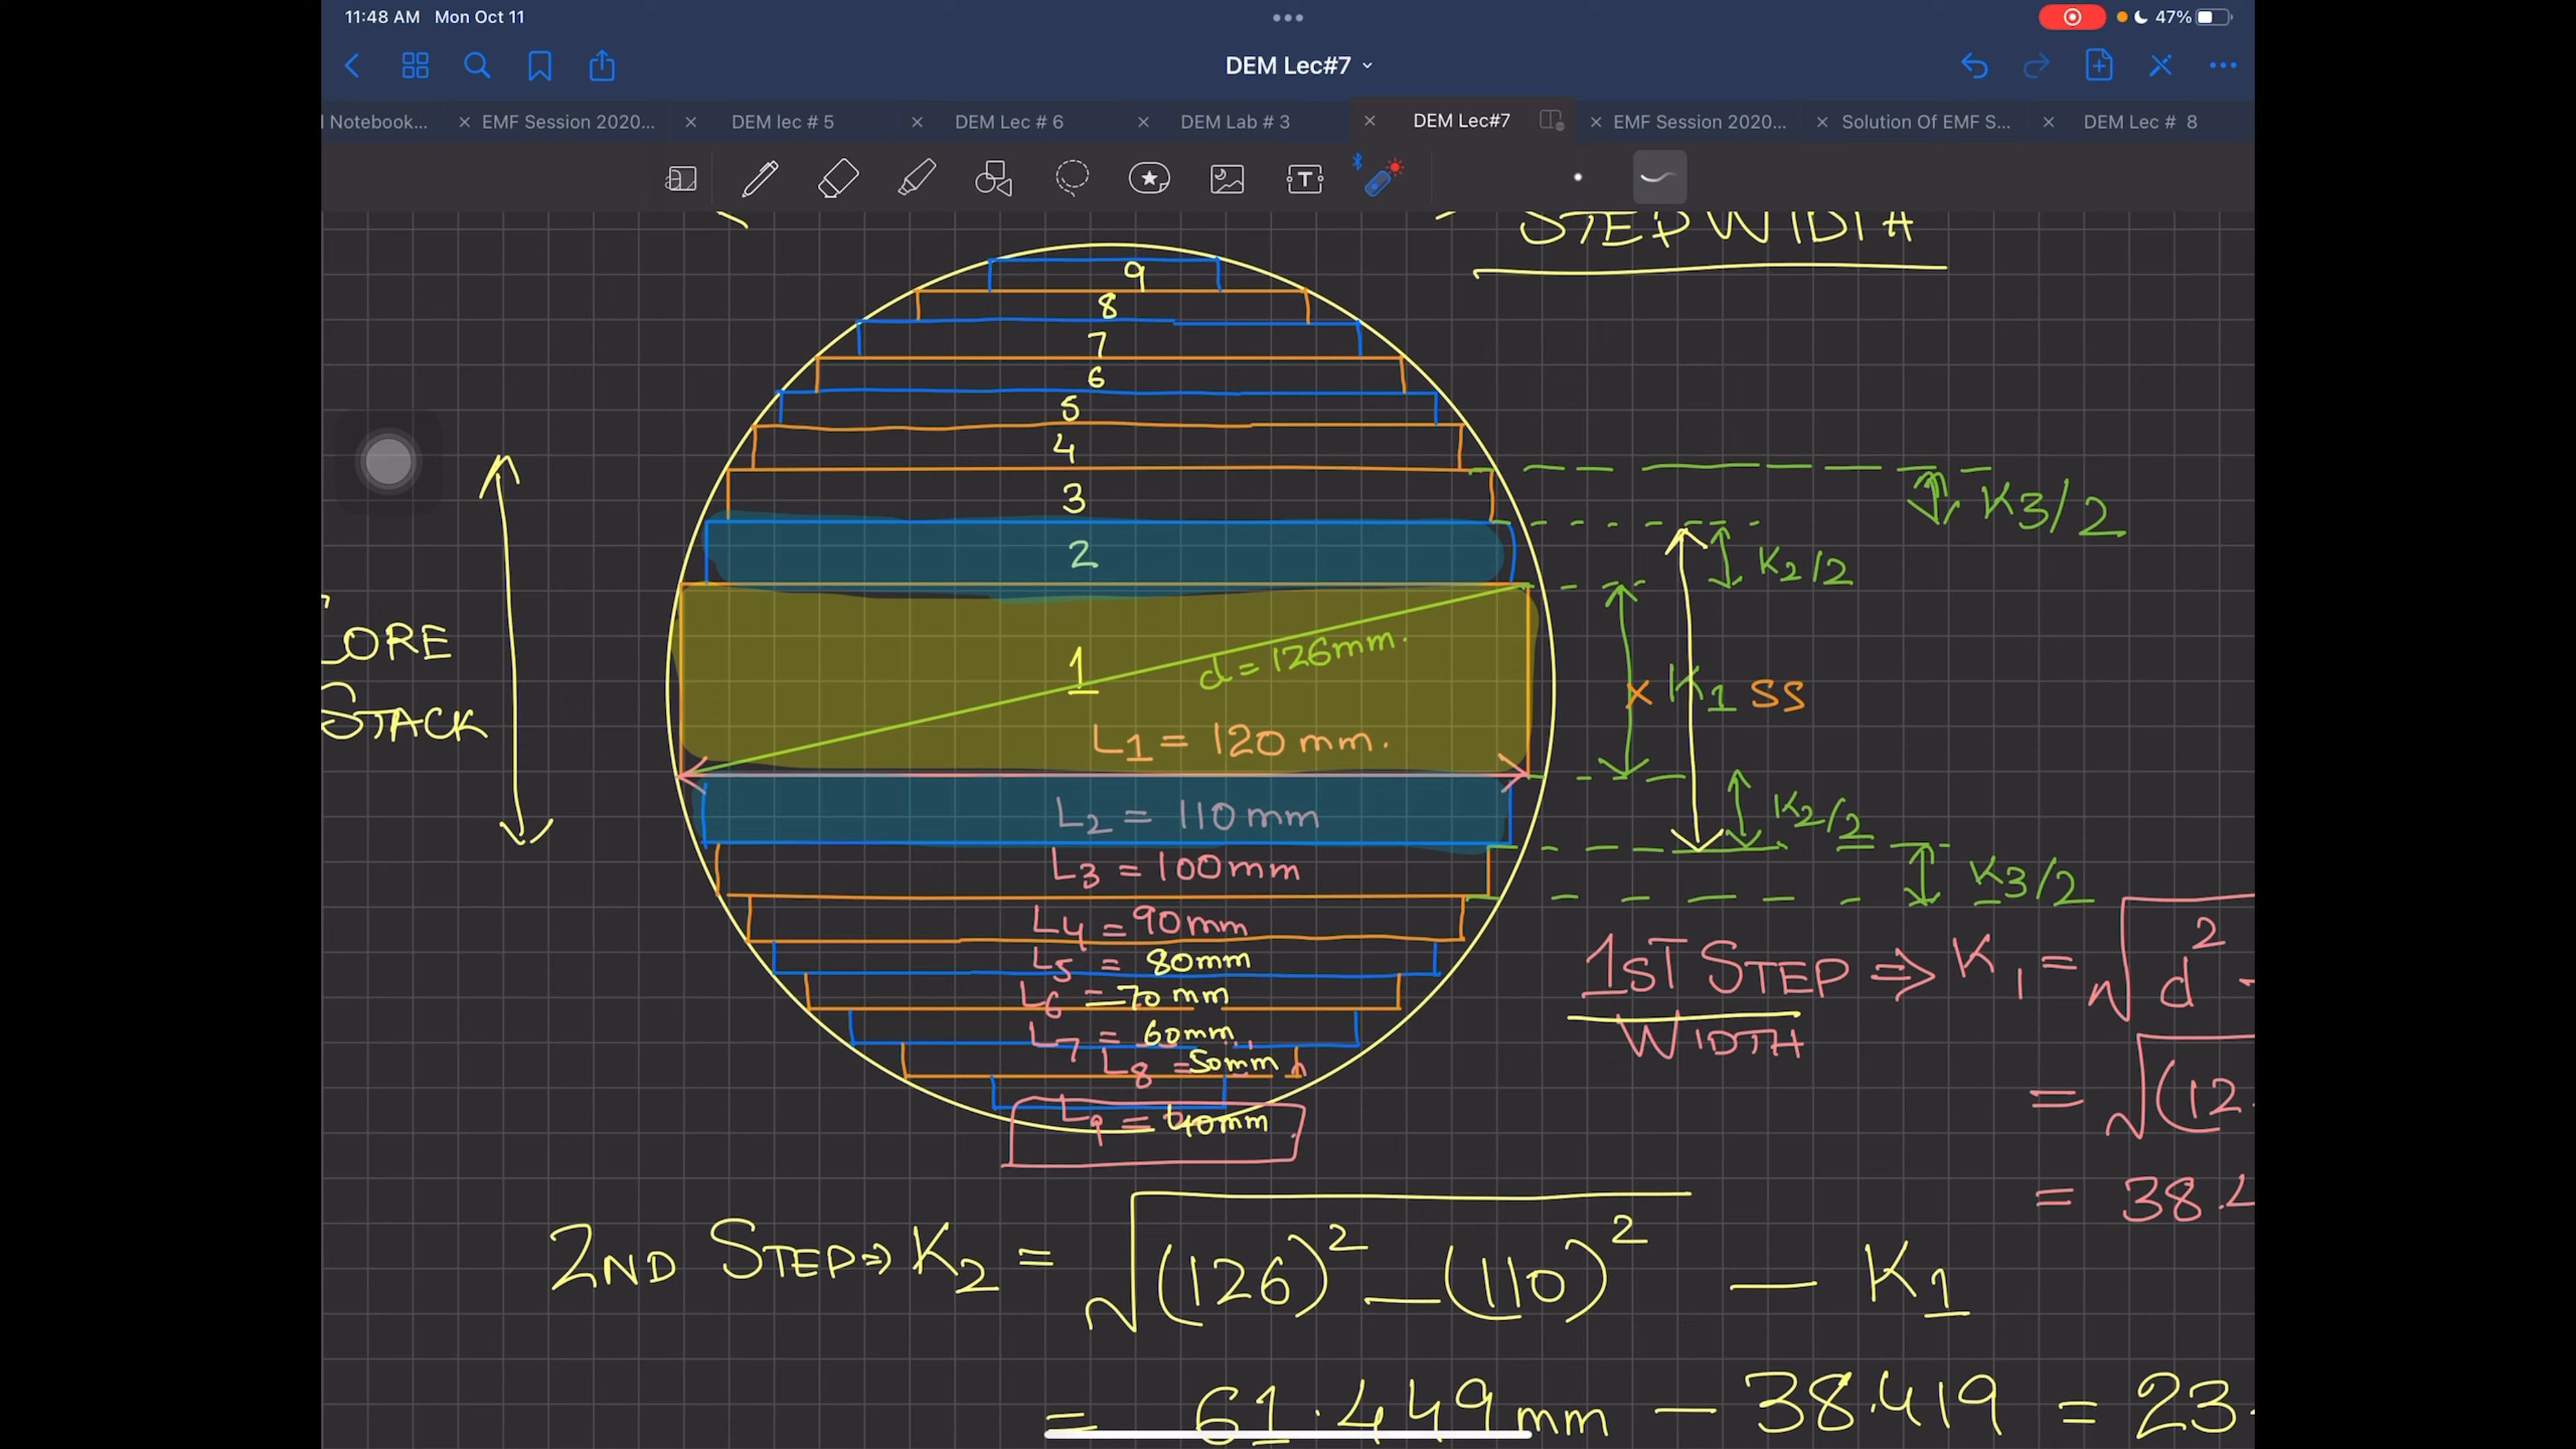 11:48 AM Mon Oct 11
47%
DEM Lec#7
l Notebook...
EMF Session 2020...
DEM lec # 5
DEM Lec # 6
DEM Lab # 3
DEM Lec#7
EMF Session 2020...
Solution Of EMF S...
DEM Lec # 8
STEP WIDTH
9
8
7
6
5
4
3
2
K3/2
K2/2
CORE
STACK
1
d = 126mm.
L1 = 120 mm.
x K1 SS
L2 = 110 mm
K2/2
L3 = 100mm
K3/2
L4 = 90mm
L5 = 80mm
L6 = 70 mm
L7 = 60mm
L8 = 50mm
L9 = 40mm
1ST STEP ⇒ K1 = √d² -
WIDTH
= √(12
= 38.4
2ND STEP ⇒ K2 = √(126)² - (110)² - K1
= 61.449mm - 38.419 = 23.